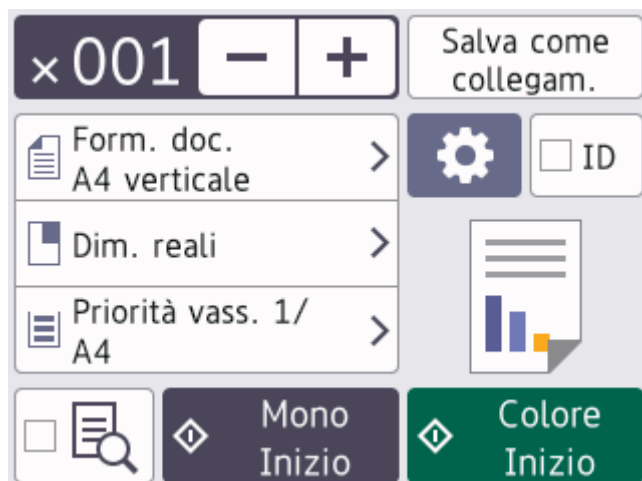 ×001 − +
Salva come
collegam.
Form. doc.
A4 verticale
ID
Dim. reali
Priorità vass. 1/
A4
Mono
Inizio
Colore
Inizio